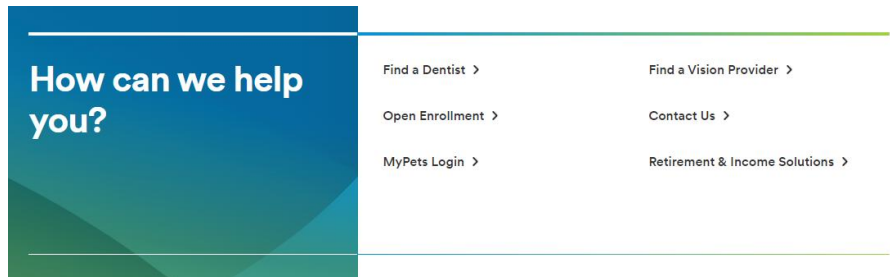 How can we help
you?
Find a Dentist >
Find a Vision Provider >
Open Enrollment >
Contact Us >
MyPets Login >
Retirement & Income Solutions >